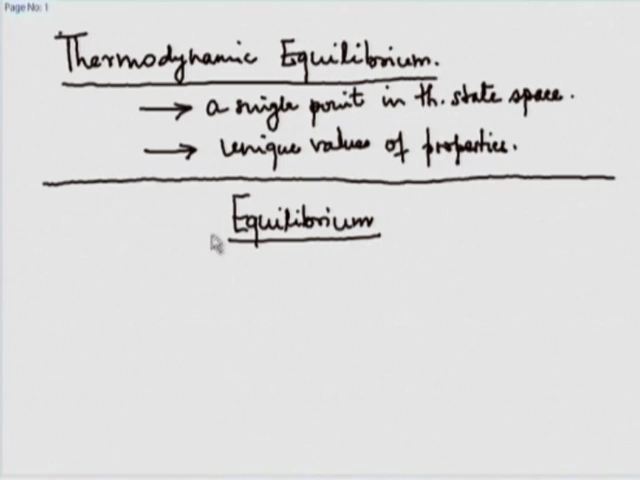 Page No: 1
Thermodynamic Equilibrium.
→ a single point in th. state space.
→ Unique values of properties.
Equilibrium